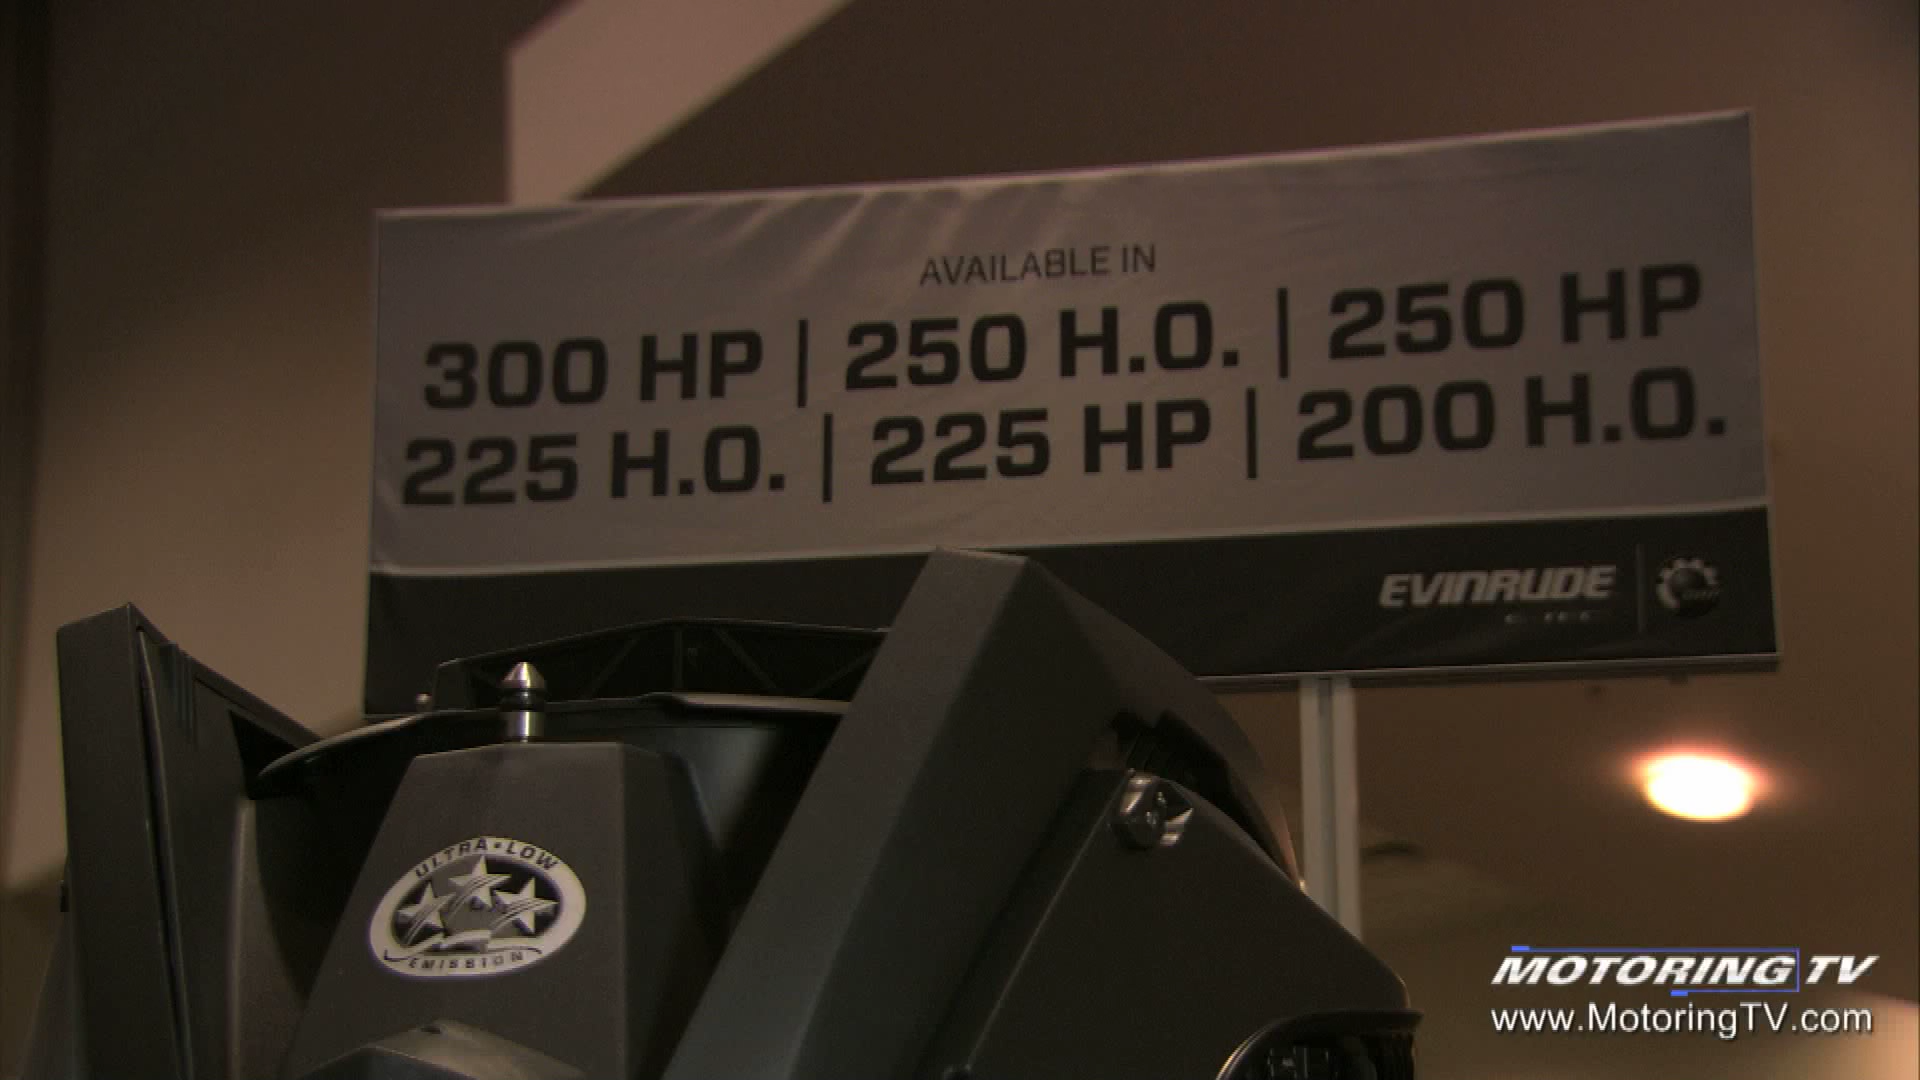 AVAILABLE IN
300 HP | 250 H.O. | 250 HP
225 H.O. | 225 HP | 200 H.O.
EVINRUDE
E-TEC
ULTRA-LOW
EMISSION
MOTORING TV
www.MotoringTV.com